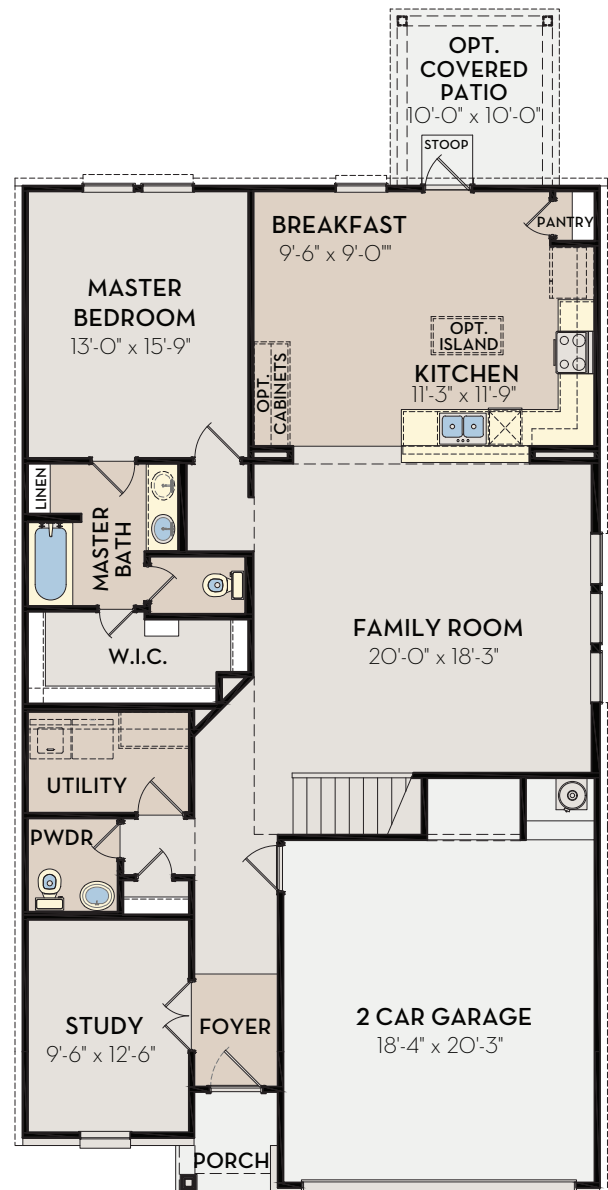 OPT.
COVERED
PATIO
10'-0" x 10'-0"
STOOP
BREAKFAST
9'-6" x 9'-0""
PANTRY
MASTER
BEDROOM
13'-0" x 15'-9"
OPT.
ISLAND
KITCHEN
11'-3" x 11'-9"
OPT.
CABINETS
LINEN
MASTER
BATH
FAMILY ROOM
20'-0" x 18'-3"
W.I.C.
UTILITY
PWDR
STUDY
9'-6" x 12'-6"
FOYER
2 CAR GARAGE
18'-4" x 20'-3"
PORCH